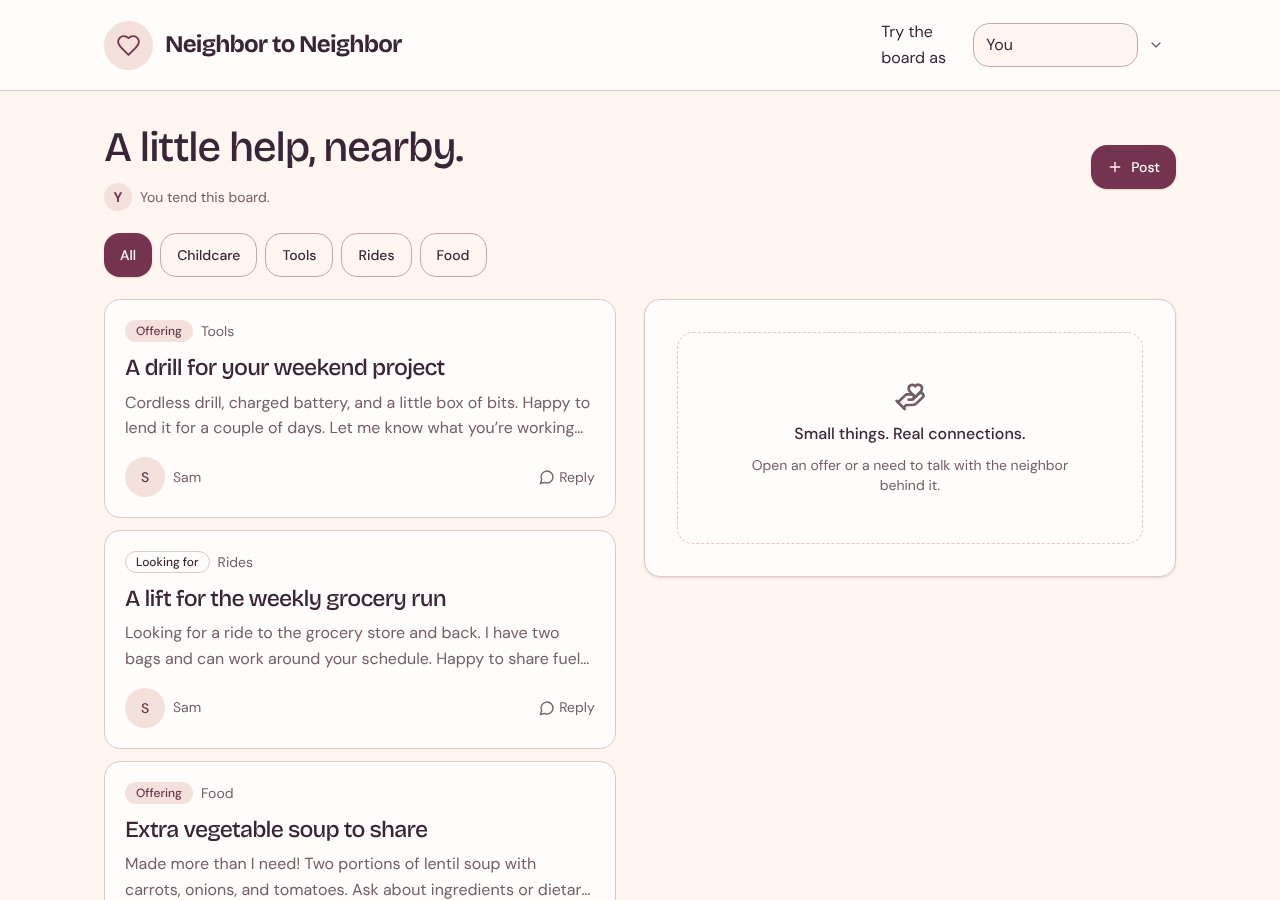 Neighbor to Neighbor
Try the
board as
You
A little help, nearby.
Y You tend this board.
+ Post
All Childcare Tools Rides Food
Offering Tools
A drill for your weekend project
Cordless drill, charged battery, and a little box of bits. Happy to
lend it for a couple of days. Let me know what you’re working…
S Sam Reply
Looking for Rides
A lift for the weekly grocery run
Looking for a ride to the grocery store and back. I have two
bags and can work around your schedule. Happy to share fuel…
S Sam Reply
Offering Food
Extra vegetable soup to share
Made more than I need! Two portions of lentil soup with
carrots, onions, and tomatoes. Ask about ingredients or dietar…
Small things. Real connections.
Open an offer or a need to talk with the neighbor
behind it.